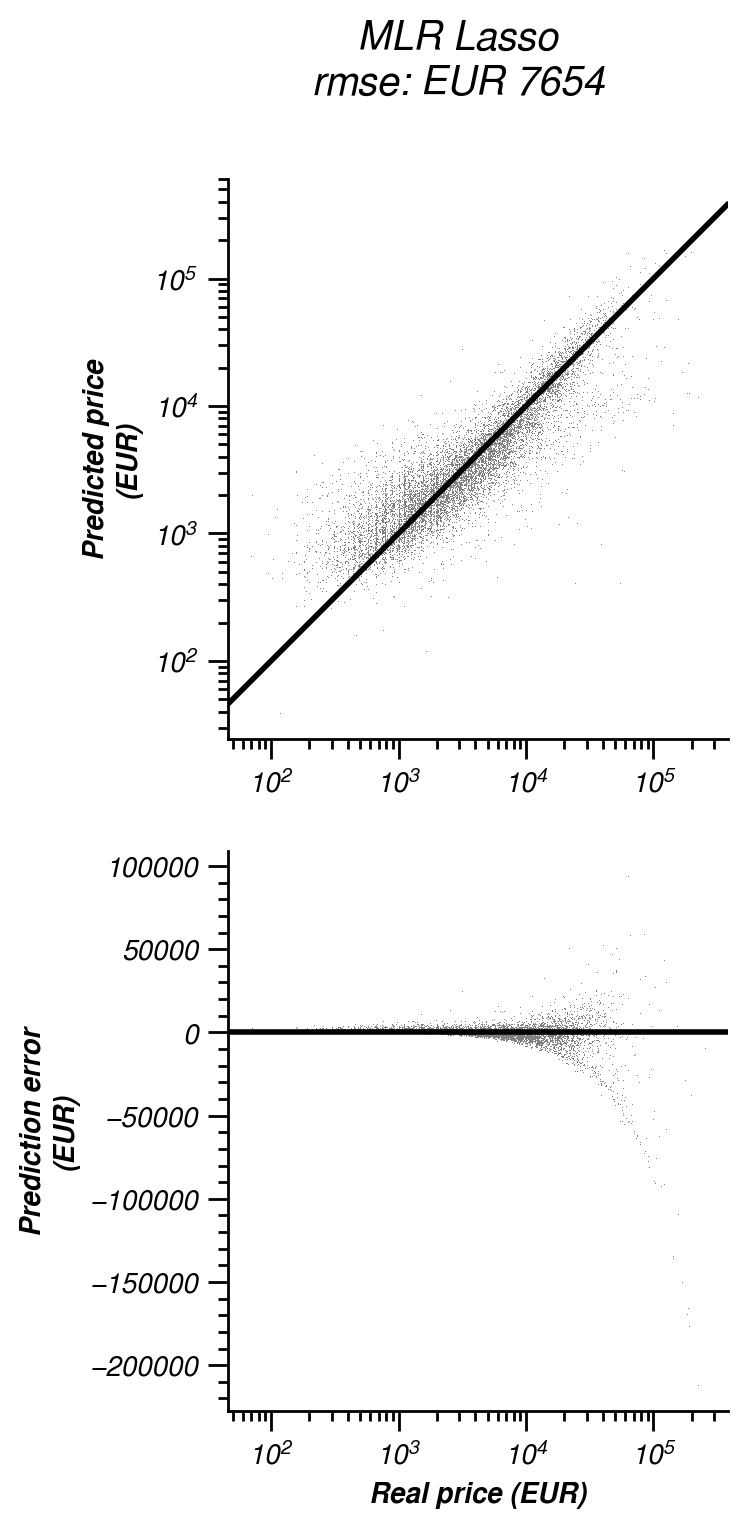 MLR Lasso
rmse: EUR 7654
10^5
10^4
10^3
10^2
Predicted price
(EUR)
10^2 10^3 10^4 10^5
100000
50000
0
−50000
−100000
−150000
−200000
Prediction error
(EUR)
10^2 10^3 10^4 10^5
Real price (EUR)